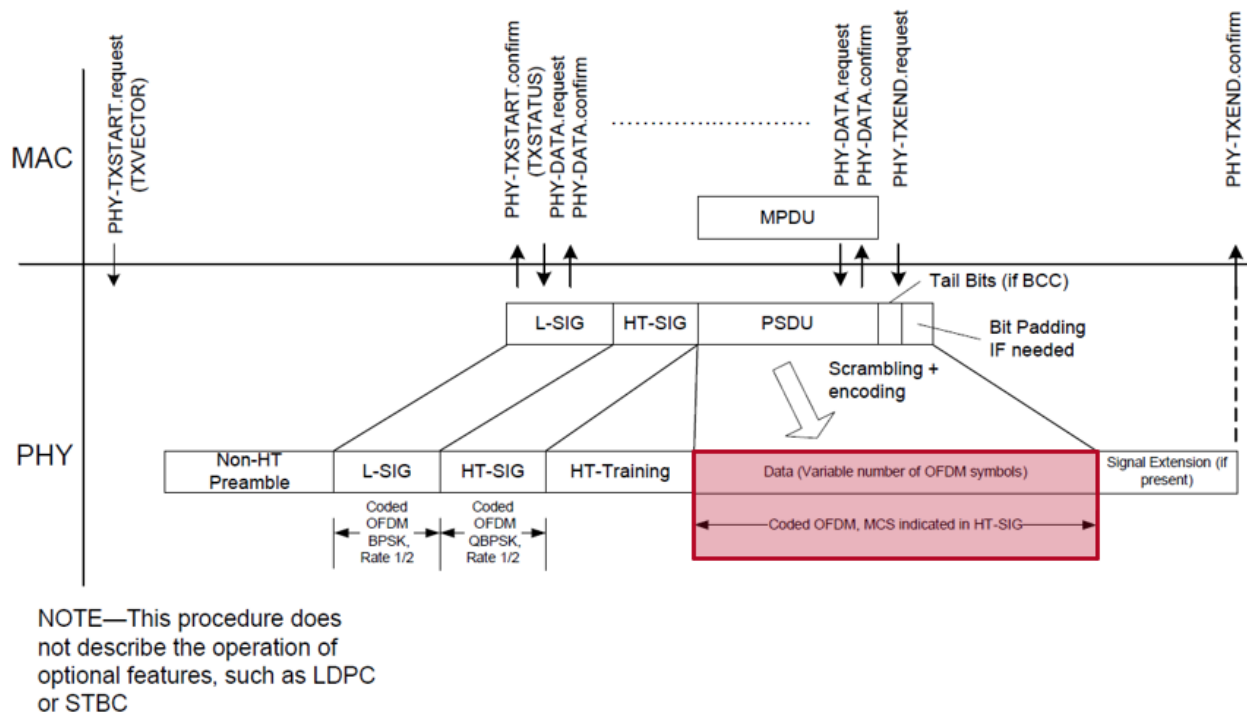 PHY-TXSTART.request
(TXVECTOR)
PHY-TXSTART.confirm
(TXSTATUS)
PHY-DATA.request
PHY-DATA.confirm
PHY-DATA.request
PHY-DATA.confirm
PHY-TXEND.request
PHY-TXEND.confirm
MAC
MPDU
Tail Bits (if BCC)
L-SIG
HT-SIG
PSDU
Bit Padding
IF needed
Scrambling +
encoding
PHY
Non-HT
Preamble
L-SIG
HT-SIG
HT-Training
Data (Variable number of OFDM symbols)
Signal Extension (if
present)
Coded
OFDM
BPSK,
Rate 1/2
Coded
OFDM
QBPSK,
Rate 1/2
Coded OFDM, MCS indicated in HT-SIG
NOTE—This procedure does
not describe the operation of
optional features, such as LDPC
or STBC